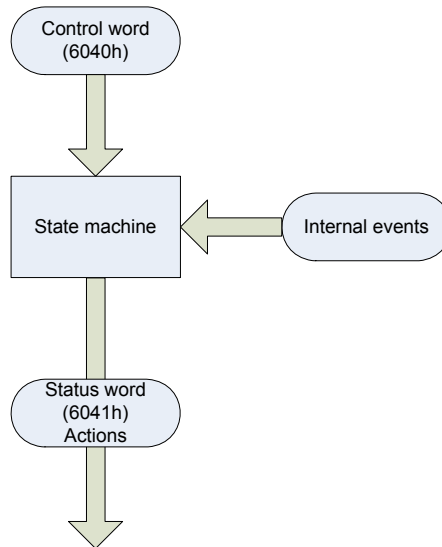 Control word
(6040h)
State machine
Internal events
Status word
(6041h)
Actions